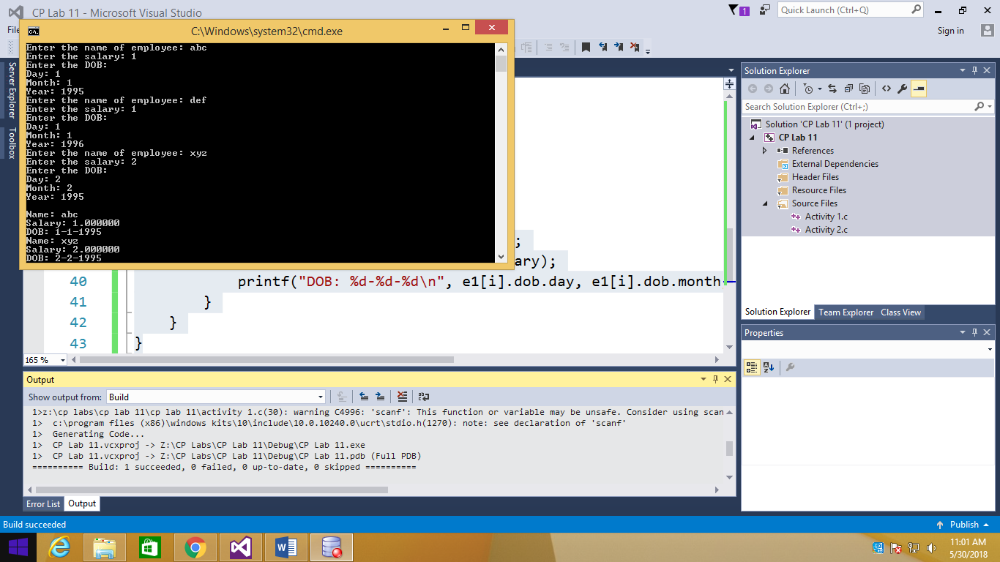 CP Lab 11 - Microsoft Visual Studio
1
Quick Launch (Ctrl+Q)
Sign in
C:\Windows\system32\cmd.exe
Enter the name of employee: abc
Enter the salary: 1
Enter the DOB:
Day: 1
Month: 1
Year: 1995
Enter the name of employee: def
Enter the salary: 1
Enter the DOB:
Day: 1
Month: 1
Year: 1996
Enter the name of employee: xyz
Enter the salary: 2
Enter the DOB:
Day: 2
Month: 2
Year: 1995
Name: abc
Salary: 1.000000
DOB: 1-1-1995
Name: xyz
Salary: 2.000000
DOB: 2-2-1995
Server Explorer
Toolbox
;
ary);
40 printf("DOB: %d-%d-%d\n", e1[i].dob.day, e1[i].dob.month
41 }
42 }
43 }
165 %
Output
Show output from: Build
1>z:\cp labs\cp lab 11\cp lab 11\activity 1.c(30): warning C4996: 'scanf': This function or variable may be unsafe. Consider using scan
1> c:\program files (x86)\windows kits\10\include\10.0.10240.0\ucrt\stdio.h(1270): note: see declaration of 'scanf'
1> Generating Code...
1> CP Lab 11.vcxproj -> Z:\CP Labs\CP Lab 11\Debug\CP Lab 11.exe
1> CP Lab 11.vcxproj -> Z:\CP Labs\CP Lab 11\Debug\CP Lab 11.pdb (Full PDB)
========== Build: 1 succeeded, 0 failed, 0 up-to-date, 0 skipped ==========
Error List Output
Solution Explorer
Search Solution Explorer (Ctrl+;)
Solution 'CP Lab 11' (1 project)
CP Lab 11
References
External Dependencies
Header Files
Resource Files
Source Files
Activity 1.c
Activity 2.c
Solution Explorer Team Explorer Class View
Properties
Build succeeded
Publish
11:01 AM
5/30/2018